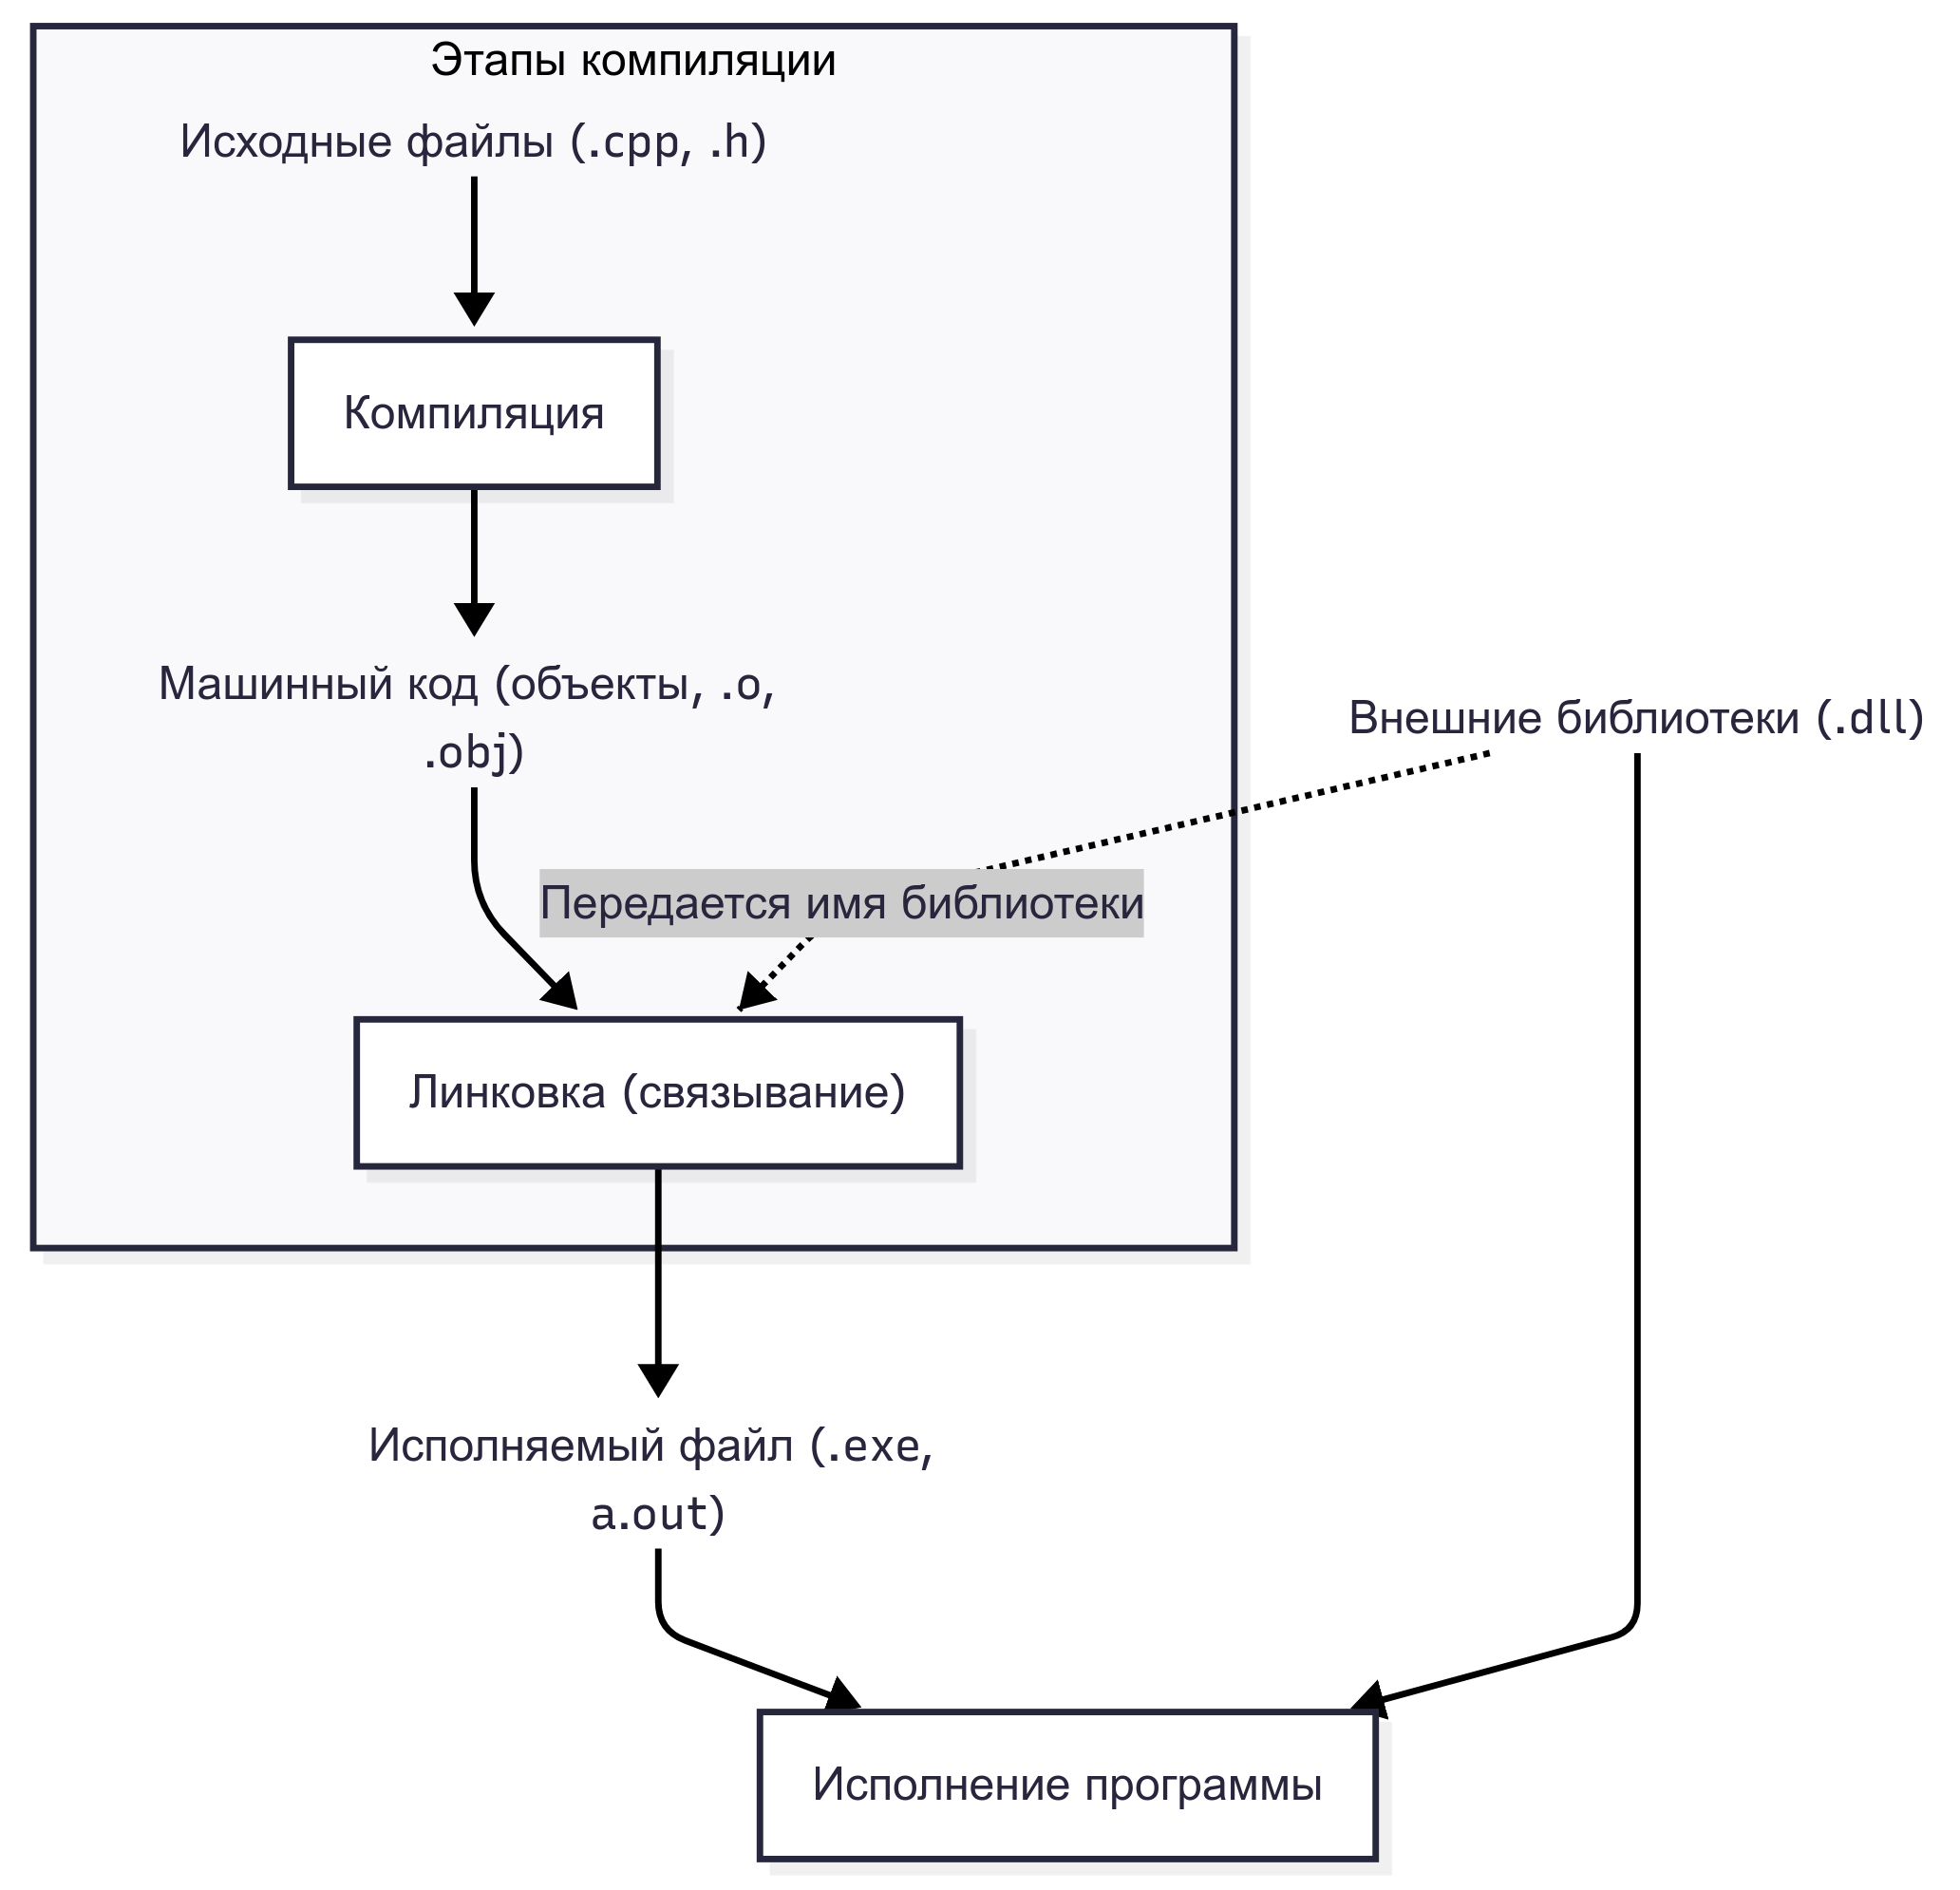 Этапы компиляции
Исходные файлы (.cpp, .h)
Компиляция
Машинный код (объекты, .o,
.obj)
Внешние библиотеки (.dll)
Передается имя библиотеки
Линковка (связывание)
Исполняемый файл (.exe,
a.out)
Исполнение программы